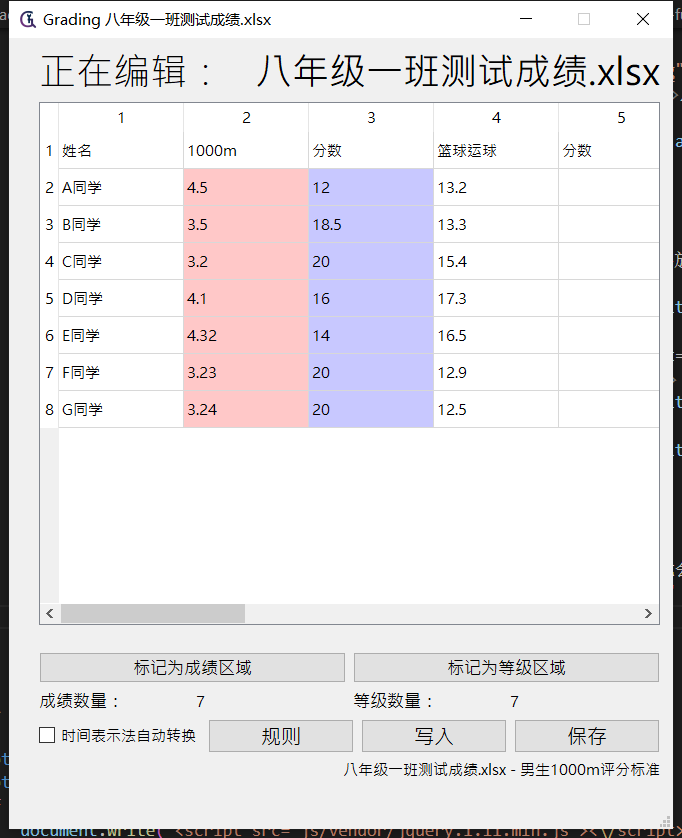 Grading 八年级一班测试成绩.xlsx
正在编辑： 八年级一班测试成绩.xlsx
1 2 3 4 5
1 姓名 1000m 分数 篮球运球 分数
2 A同学 4.5 12 13.2
3 B同学 3.5 18.5 13.3
4 C同学 3.2 20 15.4
5 D同学 4.1 16 17.3
6 E同学 4.32 14 16.5
7 F同学 3.23 20 12.9
8 G同学 3.24 20 12.5
标记为成绩区域 标记为等级区域
成绩数量： 7 等级数量： 7
时间表示法自动转换 规则 写入 保存
八年级一班测试成绩.xlsx - 男生1000m评分标准